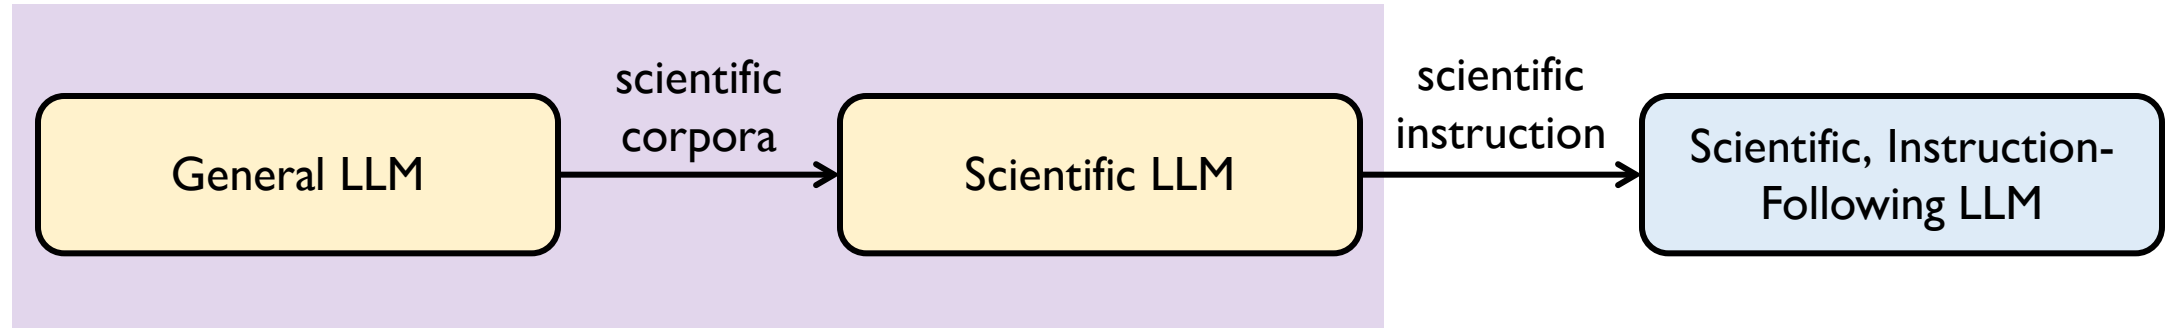 General LLM
scientific
corpora
Scientific LLM
scientific
instruction
Scientific, Instruction-
Following LLM